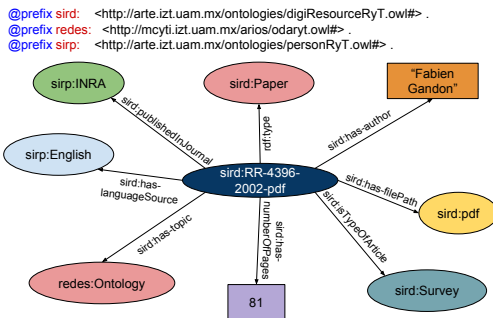 @prefix sird: <http://arte.izt.uam.mx/ontologies/digiResourceRyT.owl#> .
@prefix redes: <http://mcyti.izt.uam.mx/arios/odaryt.owl#> .
@prefix sirp: <http://arte.izt.uam.mx/ontologies/personRyT.owl#> .
sirp:INRA
sird:Paper
“Fabien
Gandon”
sird:publishedInJournal
rdf:type
sird:has-author
sirp:English
sird:has-
languageSource
sird:RR-4396-
2002-pdf
sird:has-filePath
sird:pdf
sird:has-topic
sird:has-
numberOfPages
sird:isTypeOfArticle
redes:Ontology
81
sird:Survey